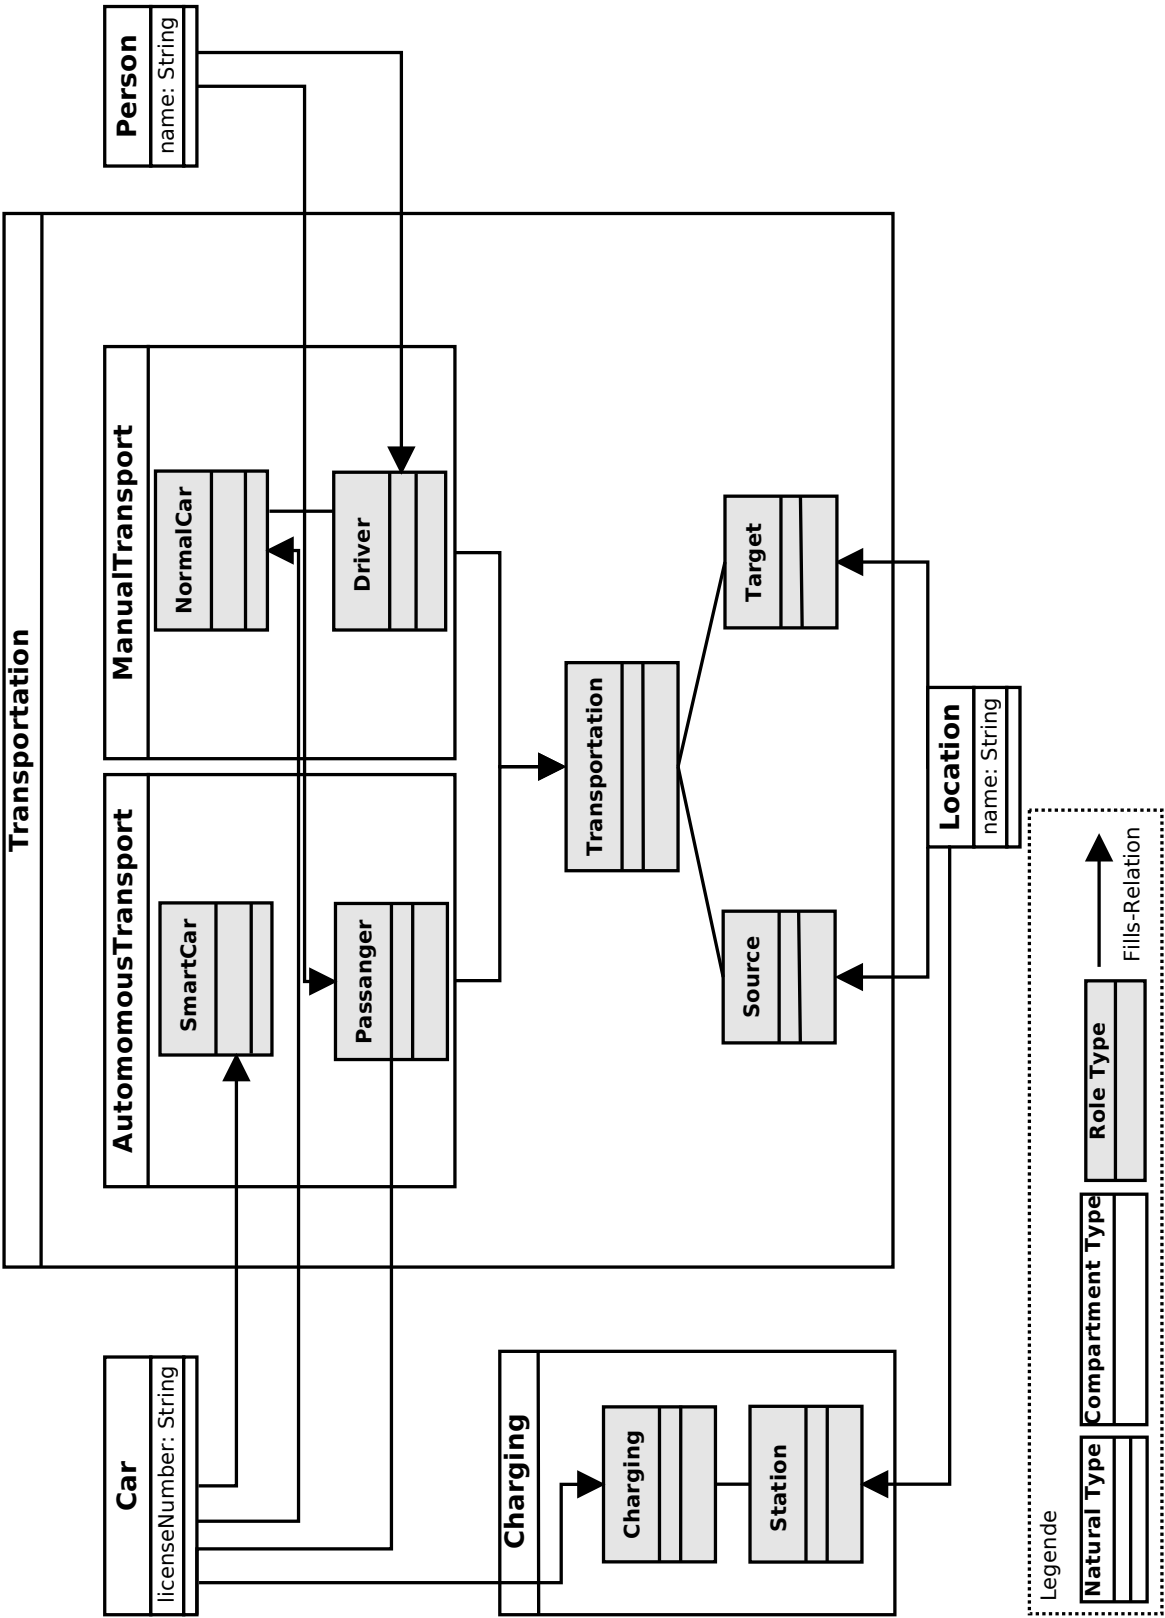 Transportation
Car
licenseNumber: String
AutomomousTransport
ManualTransport
Person
name: String
SmartCar
NormalCar
Passanger
Driver
Charging
Charging
Transportation
Station
Source
Target
Location
name: String
Legende
Natural Type
Compartment Type
Role Type
Fills-Relation